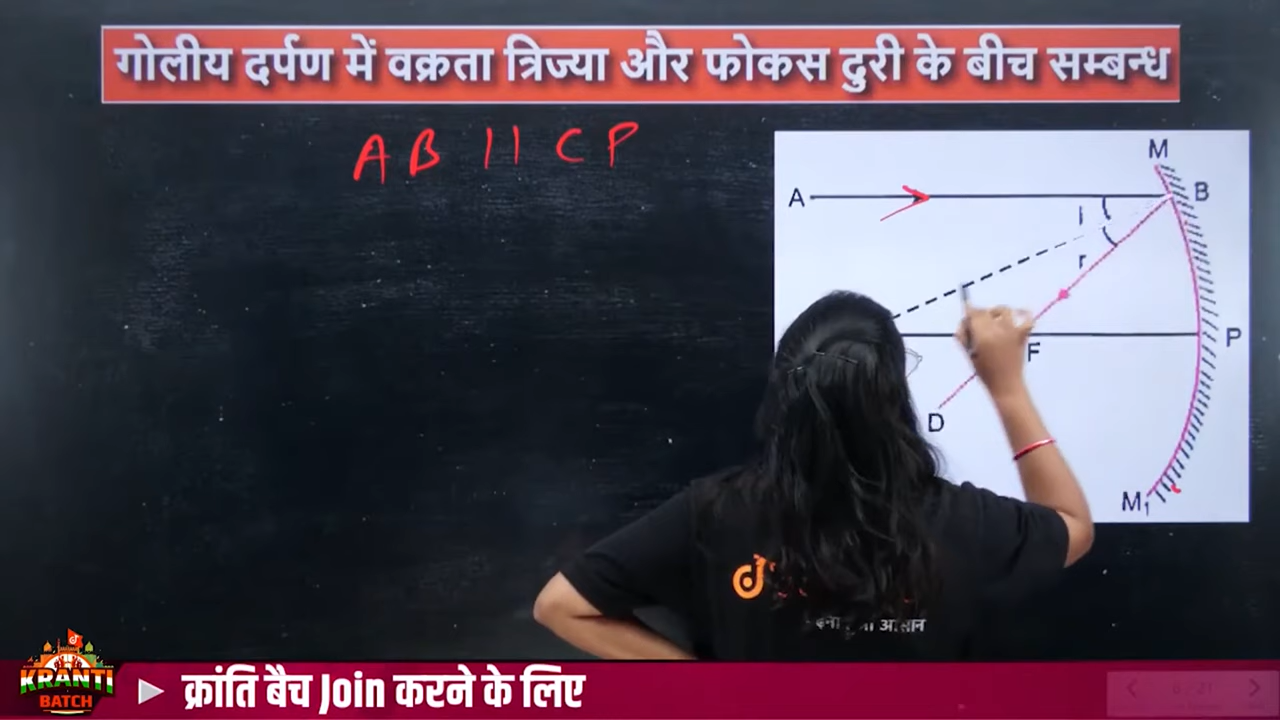 गोलीय दर्पण में वक्रता त्रिज्या और फोकस दुरी के बीच सम्बन्ध
AB || CP
M
A
B
i
r
F
P
D
M₁
KRANTI
BATCH
क्रांति बैच Join करने के लिए